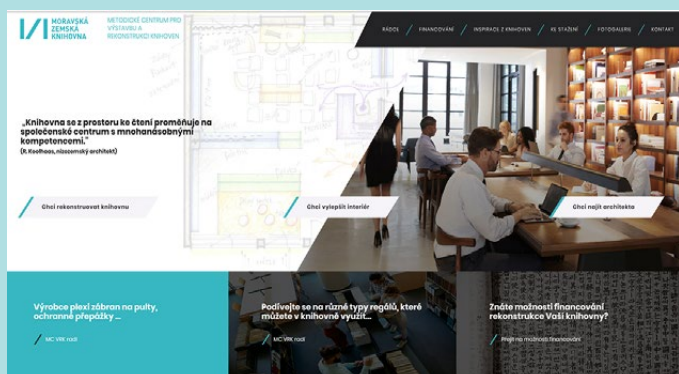 MORAVSKÁ
ZEMSKÁ
KNIHOVNA
METODICKÉ CENTRUM PRO
VÝSTAVBU A
REKONSTRUKCI KNIHOVEN
RÁDCE / FINANCOVÁNÍ / INSPIRACE Z KNIHOVEN / KE STAŽENÍ / FOTOGALERIE / KONTAKT
„Knihovna se z prostoru ke čtení proměňuje na
společenské centrum s mnohanásobnými
kompetencemi."
(R. Koolhaas, nizozemský architekt)
Chci rekonstruovat knihovnu
Chci vylepšit interiér
Chci najít architekta
Výrobce plexi zábran na pulty,
ochranné přepážky ...
MC VRK radí
Podívejte se na různé typy regálů, které
můžete v knihovně využít...
MC VRK radí
Znáte možnosti financování
rekonstrukce Vaší knihovny?
Přejít na možnosti financování